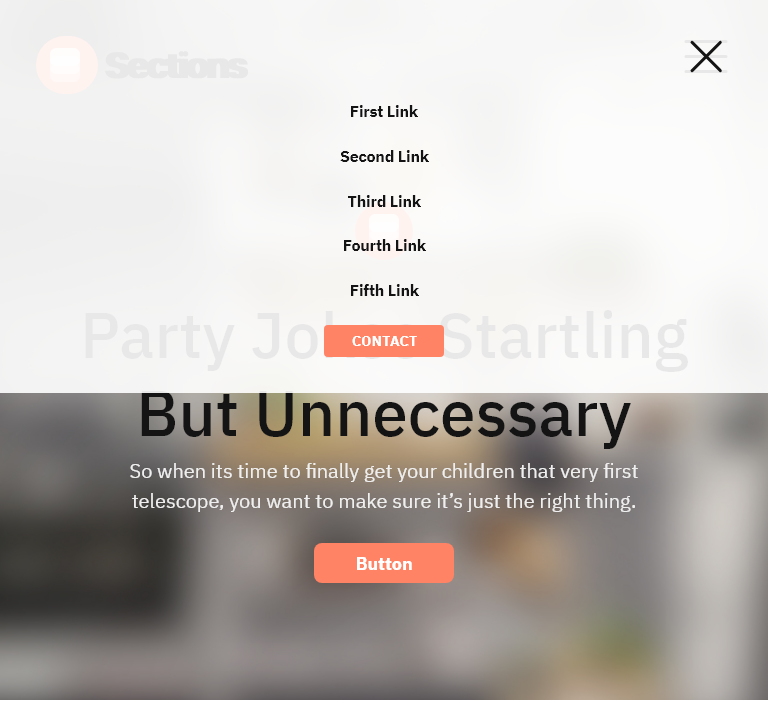 Sections
First Link
Second Link
Third Link
Fourth Link
Fifth Link
CONTACT
Party Jokes Startling
But Unnecessary
So when its time to finally get your children that very first
telescope, you want to make sure it’s just the right thing.
Button